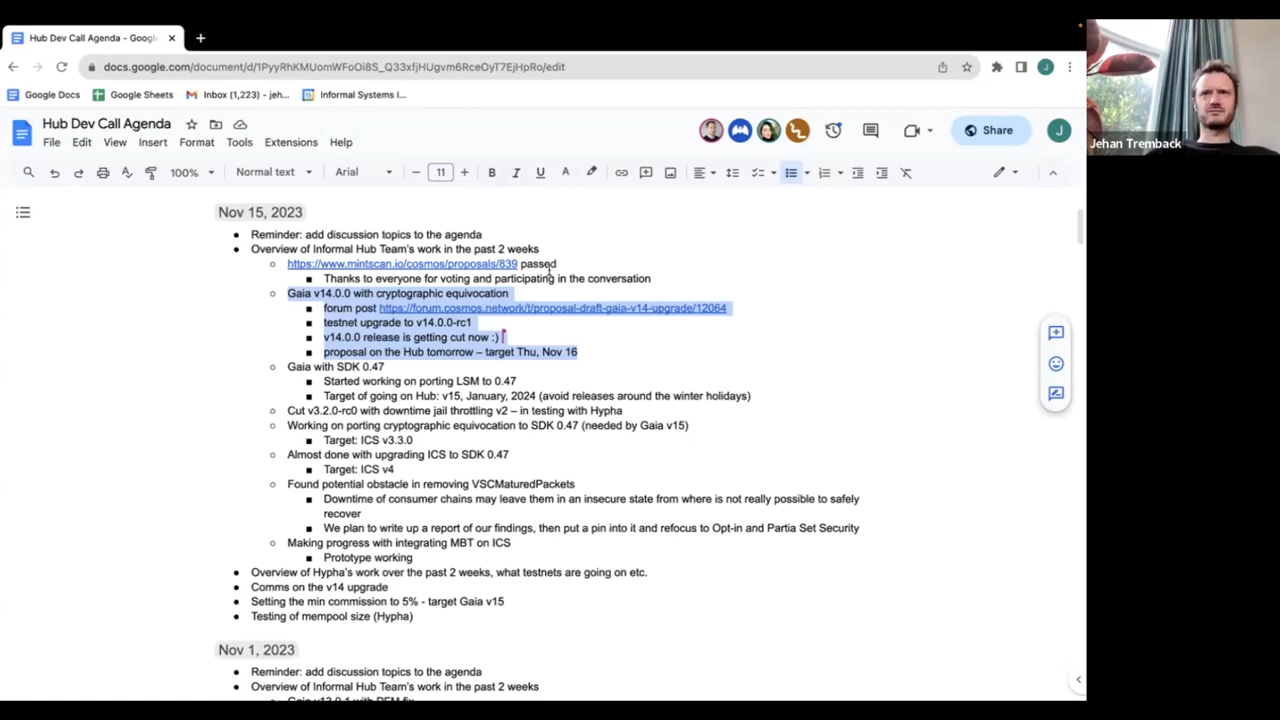 Hub Dev Call Agenda - Googl
docs.google.com/document/d/1PyyRhKMUomWFoOi8S_Q33xfjHUgvm6RceOyT7EjHpRo/edit
Google Docs Google Sheets Inbox (1,223) - jeh... Informal Systems I...
Hub Dev Call Agenda
File Edit View Insert Format Tools Extensions Help
Share
J
100% Normal text Arial 11 B I U A
Jehan Tremback
Nov 15, 2023
Reminder: add discussion topics to the agenda
Overview of Informal Hub Team's work in the past 2 weeks
https://www.mintscan.io/cosmos/proposals/839 passed
Thanks to everyone for voting and participating in the conversation
Gaia v14.0.0 with cryptographic equivocation
forum post https://forum.cosmos.network/t/proposal-draft-gaia-v14-upgrade/12064
testnet upgrade to v14.0.0-rc1
v14.0.0 release is getting cut now :)
proposal on the Hub tomorrow – target Thu, Nov 16
Gaia with SDK 0.47
Started working on porting LSM to 0.47
Target of going on Hub: v15, January, 2024 (avoid releases around the winter holidays)
Cut v3.2.0-rc0 with downtime jail throttling v2 – in testing with Hypha
Working on porting cryptographic equivocation to SDK 0.47 (needed by Gaia v15)
Target: ICS v3.3.0
Almost done with upgrading ICS to SDK 0.47
Target: ICS v4
Found potential obstacle in removing VSCMaturedPackets
Downtime of consumer chains may leave them in an insecure state from where is not really possible to safely
recover
We plan to write up a report of our findings, then put a pin into it and refocus to Opt-in and Partia Set Security
Making progress with integrating MBT on ICS
Prototype working
Overview of Hypha's work over the past 2 weeks, what testnets are going on etc.
Comms on the v14 upgrade
Setting the min commission to 5% - target Gaia v15
Testing of mempool size (Hypha)
Nov 1, 2023
Reminder: add discussion topics to the agenda
Overview of Informal Hub Team's work in the past 2 weeks